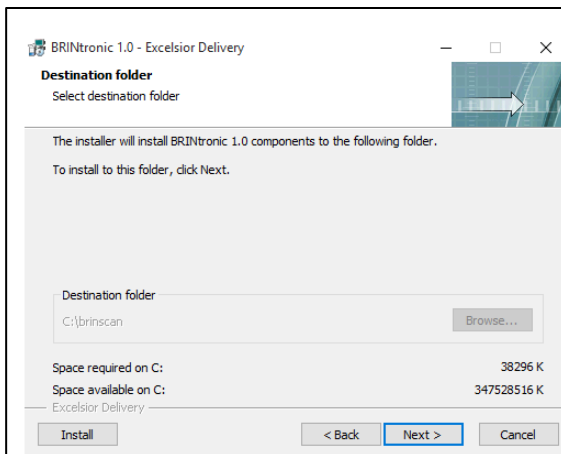 BRINtronic 1.0 - Excelsior Delivery
Destination folder
Select destination folder
The installer will install BRINtronic 1.0 components to the following folder.
To install to this folder, click Next.
Destination folder
C:\brinscan
Browse...
Space required on C: 38296 K
Space available on C: 347528516 K
Excelsior Delivery
Install < Back Next > Cancel